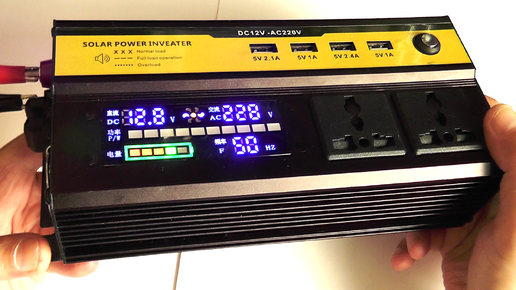 DC12V -AC220V
SOLAR POWER INVEATER
X X X Normal load
--- Full load operation
....... Overload
5V 2.1A 5V 1A 5V 2.4A 5V 1A
直流 DC 12.8 V 交流 AC 228 V
功率 P/W
电量 频率 F 50 HZ